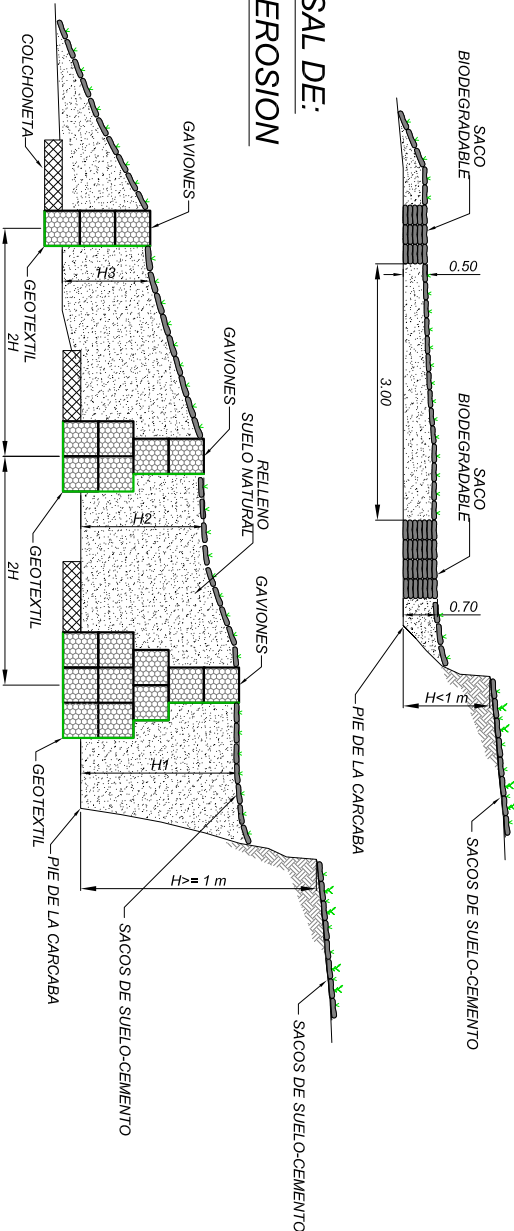 SAL DE:
EROSION
SACO
BIODEGRADABLE
0.50
3.00
SACO
BIODEGRADABLE
0.70
H<1 m
PIE DE LA CARCABA
SACOS DE SUELO-CEMENTO
COLCHONETA
GAVIONES
GEOTEXTIL
H3
2H
GAVIONES
RELLENO
SUELO NATURAL
GEOTEXTIL
H2
2H
GAVIONES
GEOTEXTIL
H1
PIE DE LA CARCABA
H>= 1 m
SACOS DE SUELO-CEMENTO
SACOS DE SUELO-CEMENTO